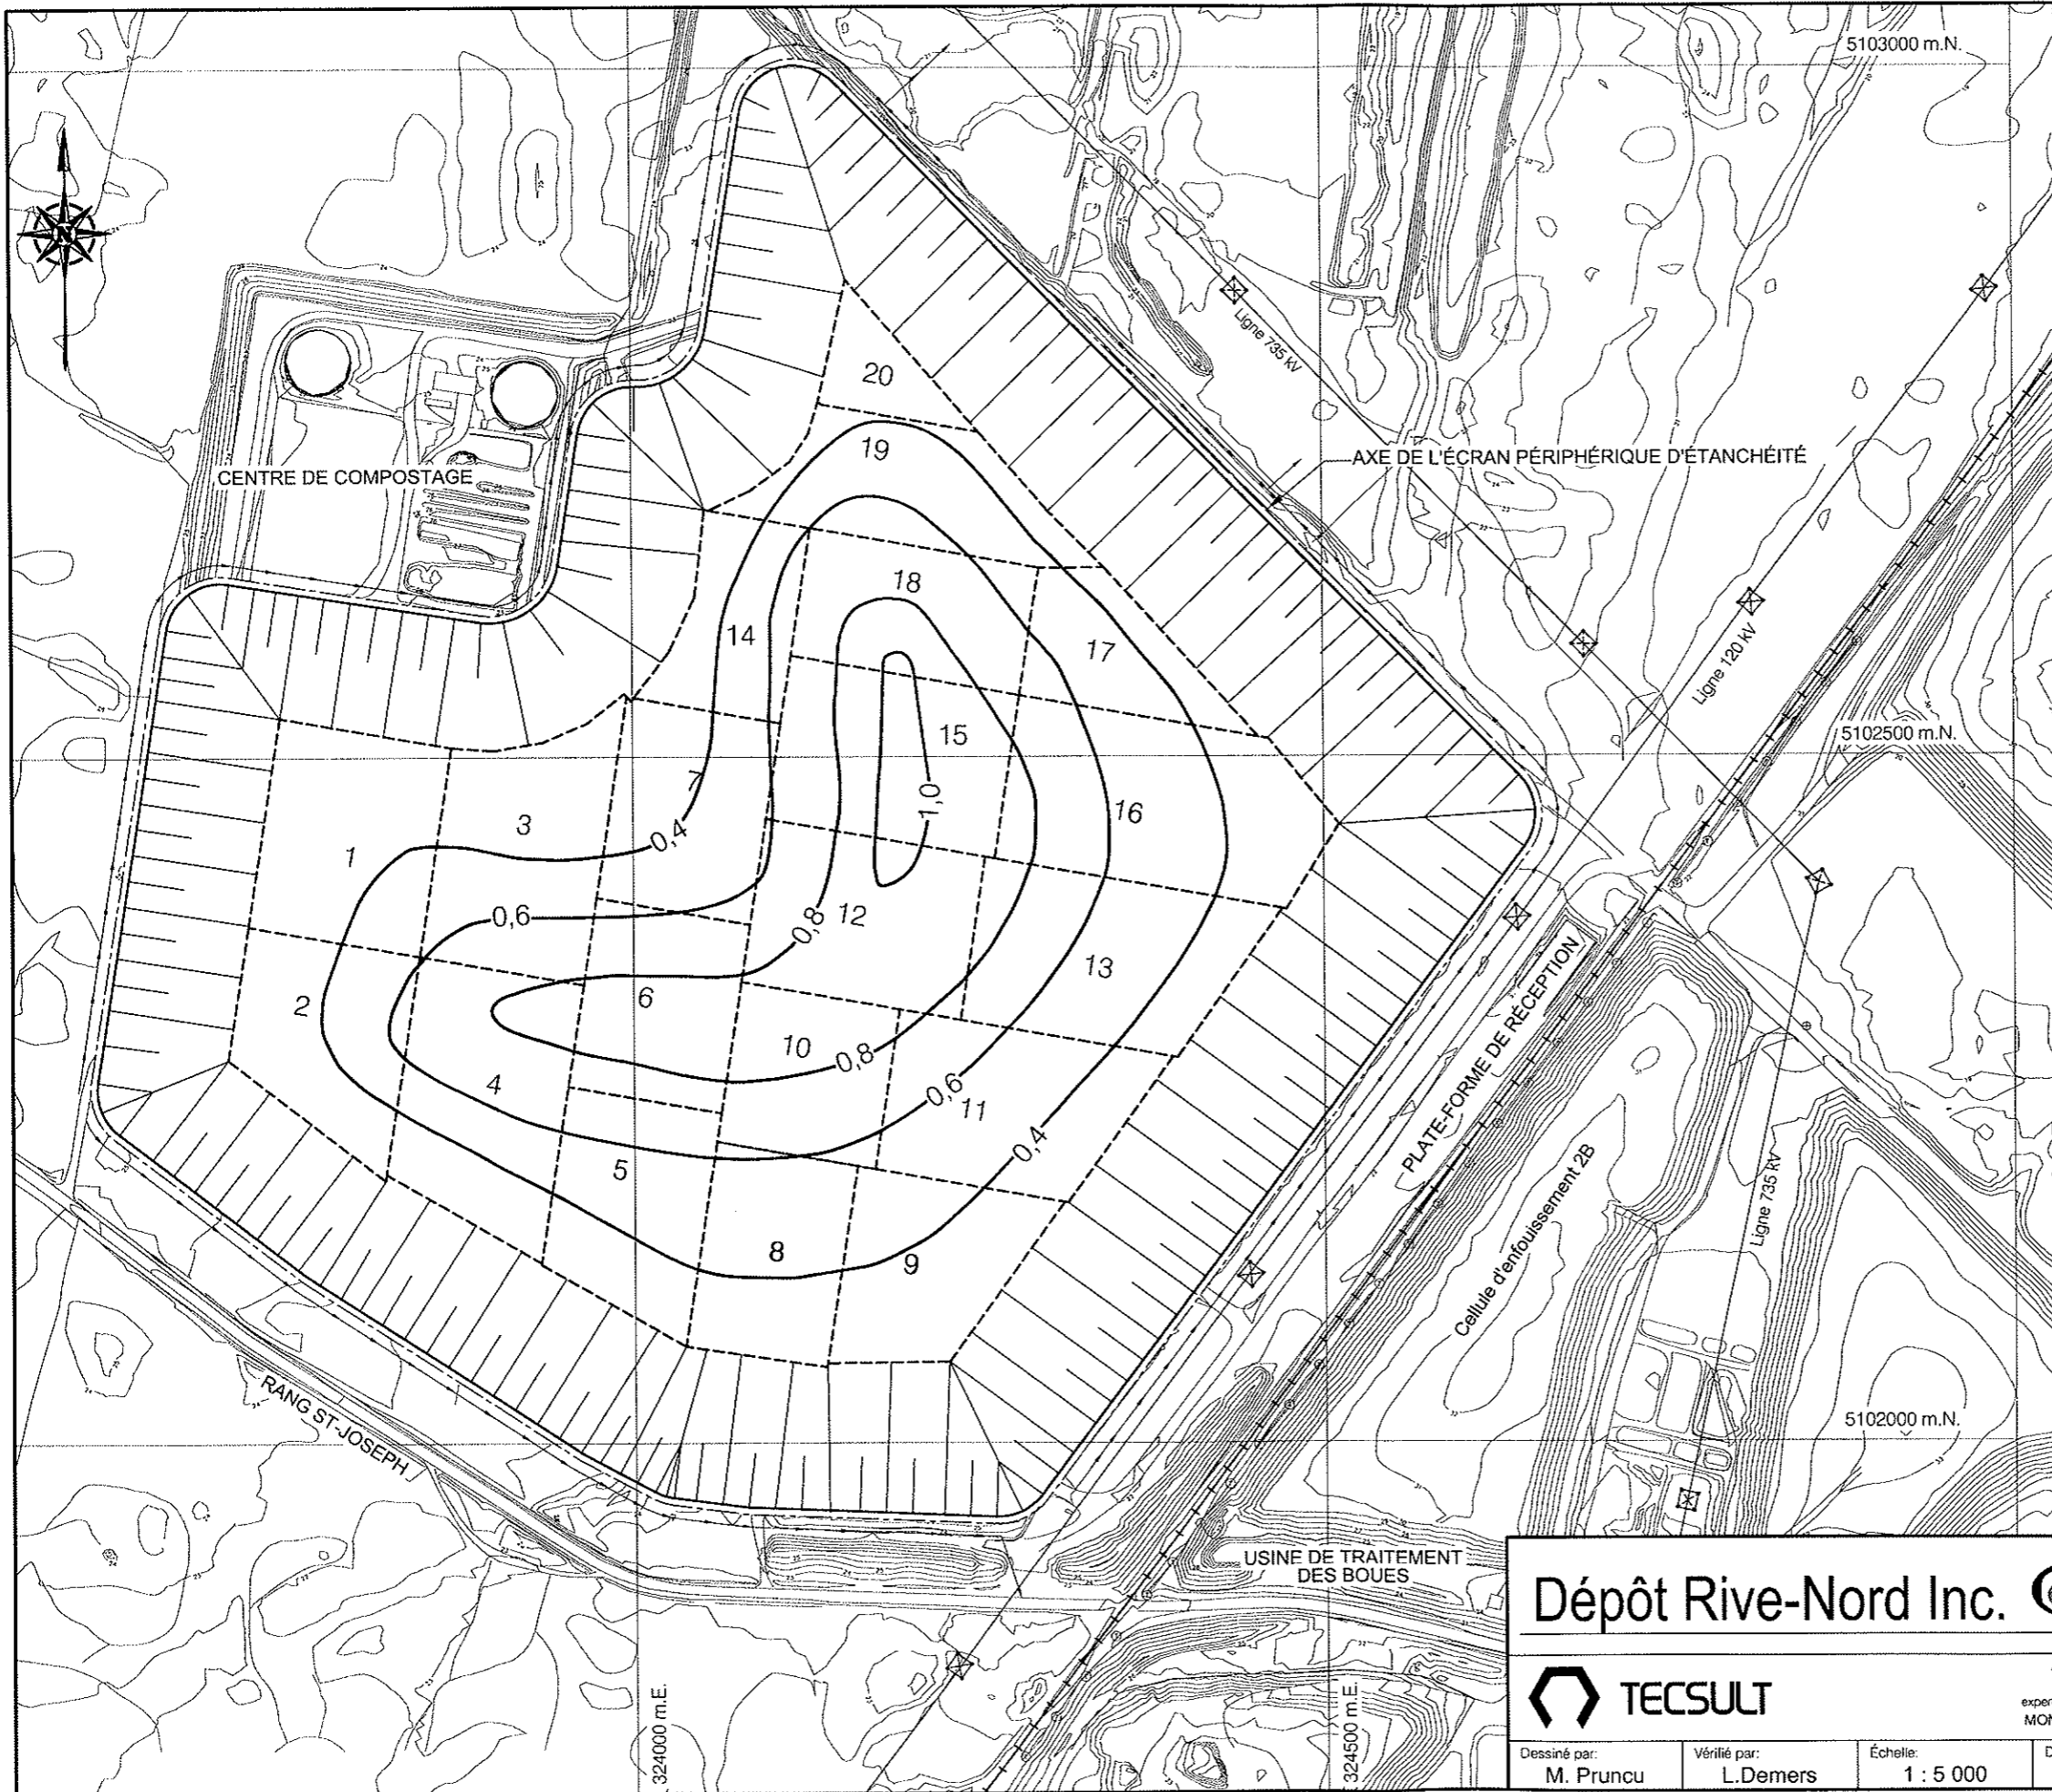 5103000 m.N.
N
Ligne 735 kV
20
19
AXE DE L'ÉCRAN PÉRIPHÉRIQUE D'ÉTANCHÉITÉ
CENTRE DE COMPOSTAGE
18
14
17
Ligne 120 kV
15
5102500 m.N.
7
1,0
16
3
0,4
1
0,6
12
0,8
13
2
6
PLATE-FORME DE RÉCEPTION
10
0,8
4
0,6
11
0,4
5
Cellule d'enfouissement 2B
Ligne 735 kV
8
9
RANG ST-JOSEPH
5102000 m.N.
USINE DE TRAITEMENT
DES BOUES
324000 m.E.
324500 m.E.
Dépôt Rive-Nord Inc.
TECSULT
Dessiné par:
M. Pruncu
Vérifié par:
L.Demers
Échelle:
1 : 5 000